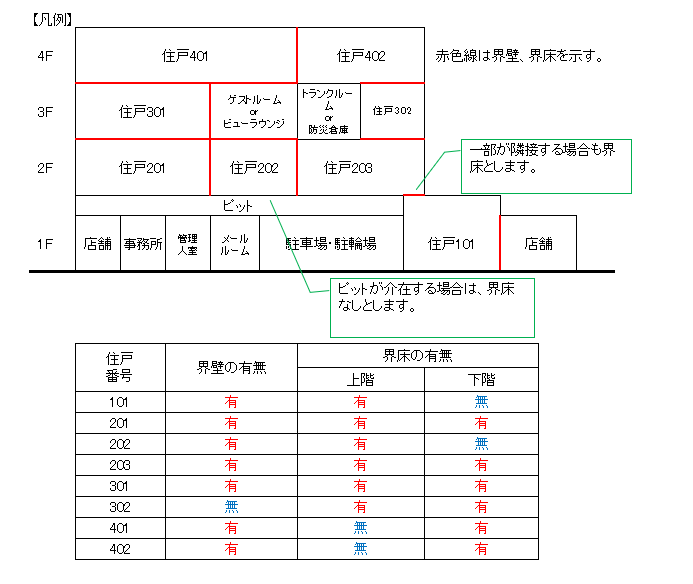 【凡例】
4F
住戸401
住戸402
赤色線は界壁、界床を示す。
3F
住戸301
ゲストルーム
or
ビューラウンジ
トランクルー
ム
or
防災倉庫
住戸302
2F
住戸201
住戸202
住戸203
一部が隣接する場合も界
床とします。
ピット
1F
店舗
事務所
管理
人室
メール
ルーム
駐車場・駐輪場
住戸101
店舗
ピットが介在する場合は、界床
なしとします。
住戸
番号
界壁の有無
界床の有無
上階
下階
101 有 有 無
201 有 有 有
202 有 有 無
203 有 有 有
301 有 有 有
302 無 有 有
401 有 無 有
402 有 無 有